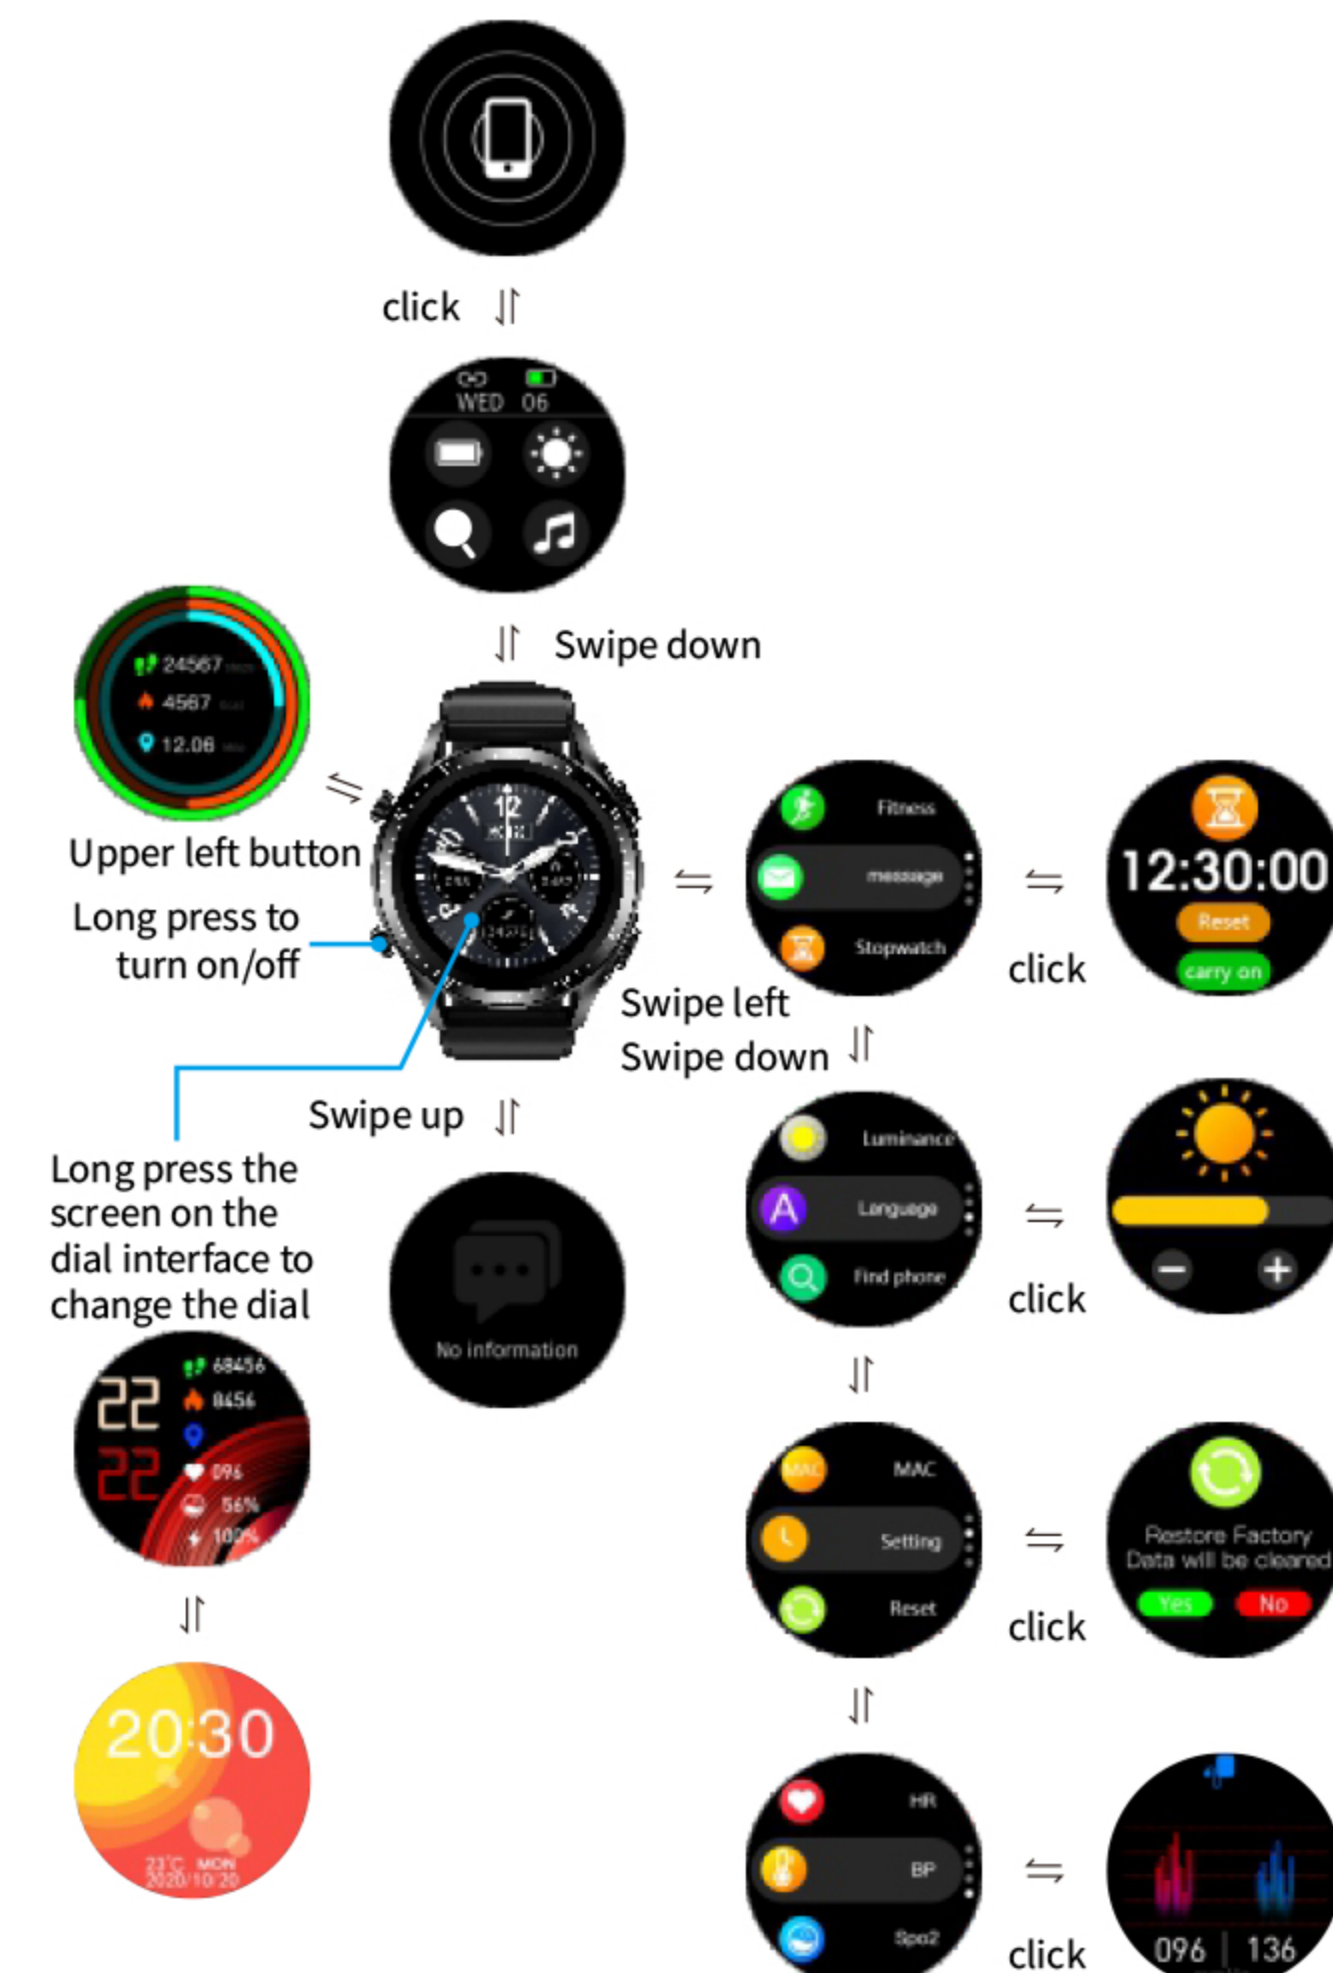 click
WED 06
Swipe down
24567
4567
12.06
Upper left button
Long press to
turn on/off
12
Fitness
message
Stopwatch
12:30:00
Reset
carry on
click
Swipe left
Swipe down
Swipe up
Long press the
screen on the
dial interface to
change the dial
No information
Luminance
A Language
Find phone
click
22
22
68456
8456
096
56%
100%
MAC MAC
Setting
Reset
Restore Factory
Data will be cleared
Yes No
click
20:30
23°C MON
2020/10/20
HR
BP
Spo2
click
096 136